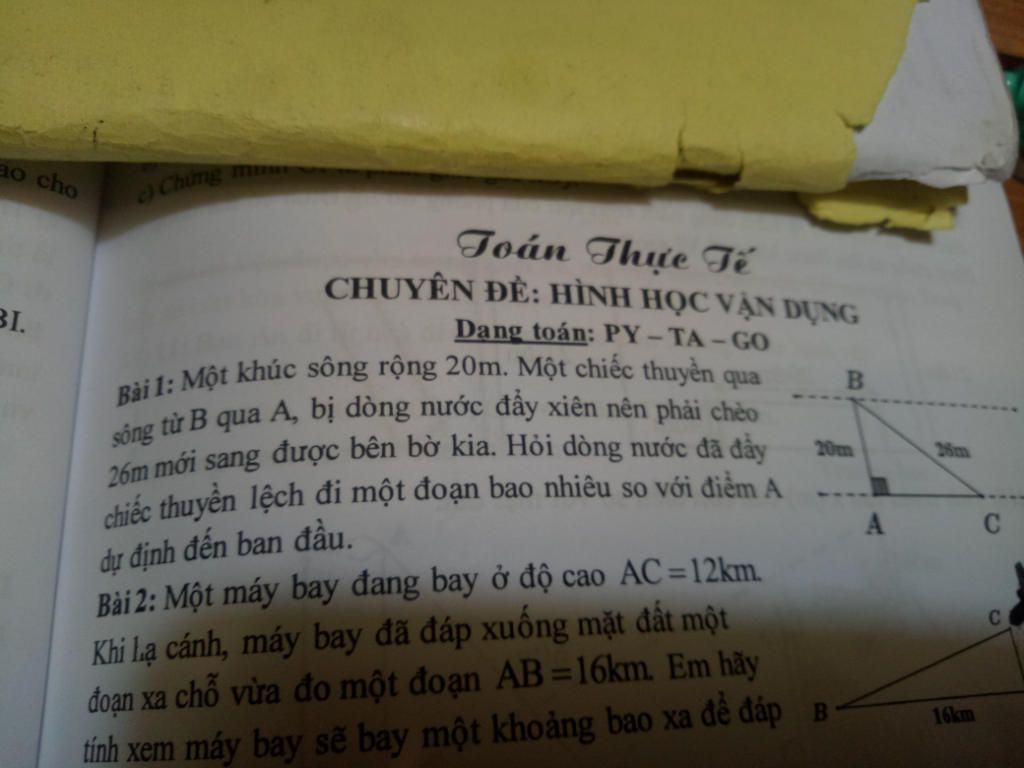 ao cho
c) Chứng minh
BI.
Toán Thực Tế
CHUYÊN ĐỀ: HÌNH HỌC VẬN DỤNG
Dạng toán: PY – TA – GO
Bài 1: Một khúc sông rộng 20m. Một chiếc thuyền qua
sông từ B qua A, bị dòng nước đẩy xiên nên phải chèo
26m mới sang được bên bờ kia. Hỏi dòng nước đã đẩy
chiếc thuyền lệch đi một đoạn bao nhiêu so với điểm A
dự định đến ban đầu.
B
20m
26m
A C
Bài 2: Một máy bay đang bay ở độ cao AC = 12km.
Khi hạ cánh, máy bay đã đáp xuống mặt đất một
đoạn xa chỗ vừa đo một đoạn AB = 16km. Em hãy
tính xem máy bay sẽ bay một khoảng bao xa để đáp
C
B
16km